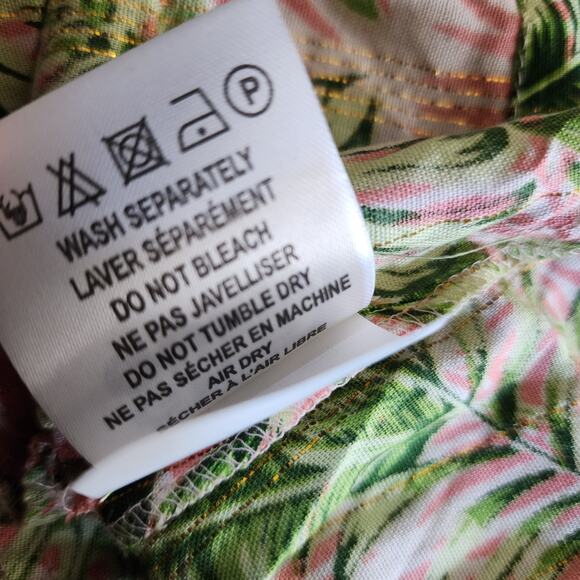 P
WASH SEPARATELY
LAVER SÉPARÉMENT
DO NOT BLEACH
NE PAS JAVELLISER
DO NOT TUMBLE DRY
NE PAS SÉCHER EN MACHINE
AIR DRY
SÉCHER À L'AIR LIBRE